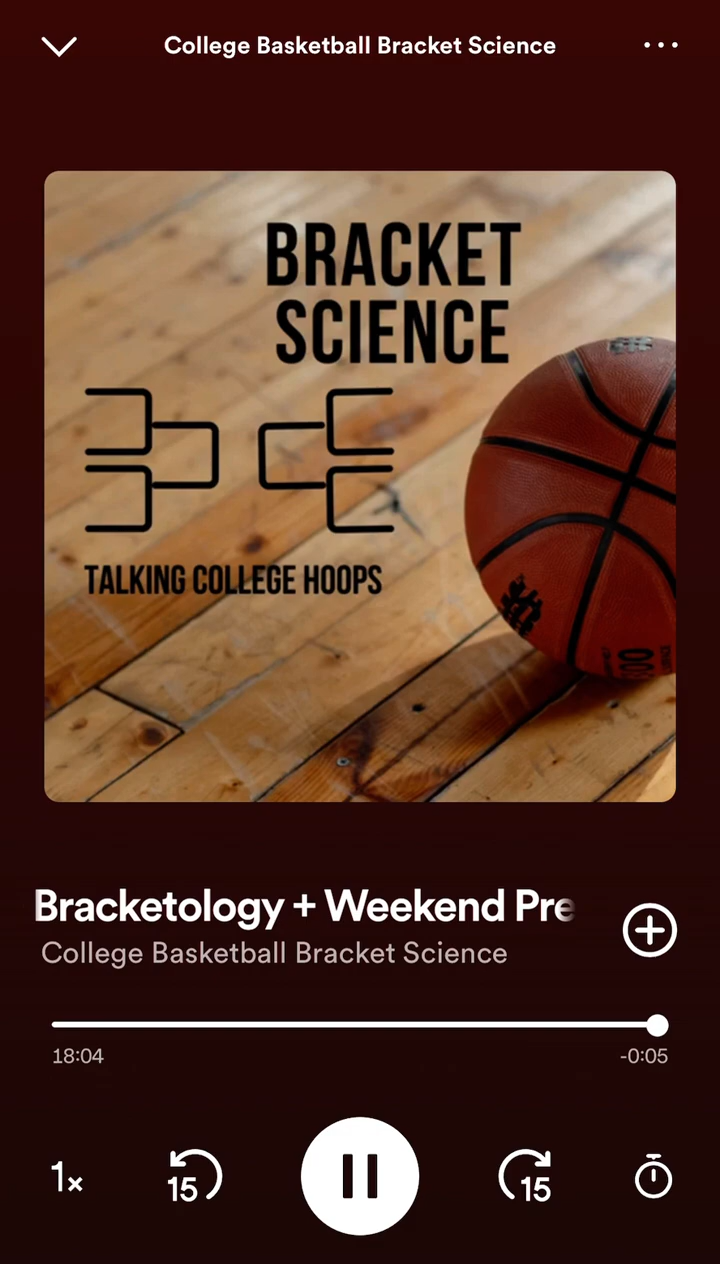 College Basketball Bracket Science
BRACKET
SCIENCE
TALKING COLLEGE HOOPS
Bracketology + Weekend Pre
College Basketball Bracket Science
18:04
-0:05
1x
15
15